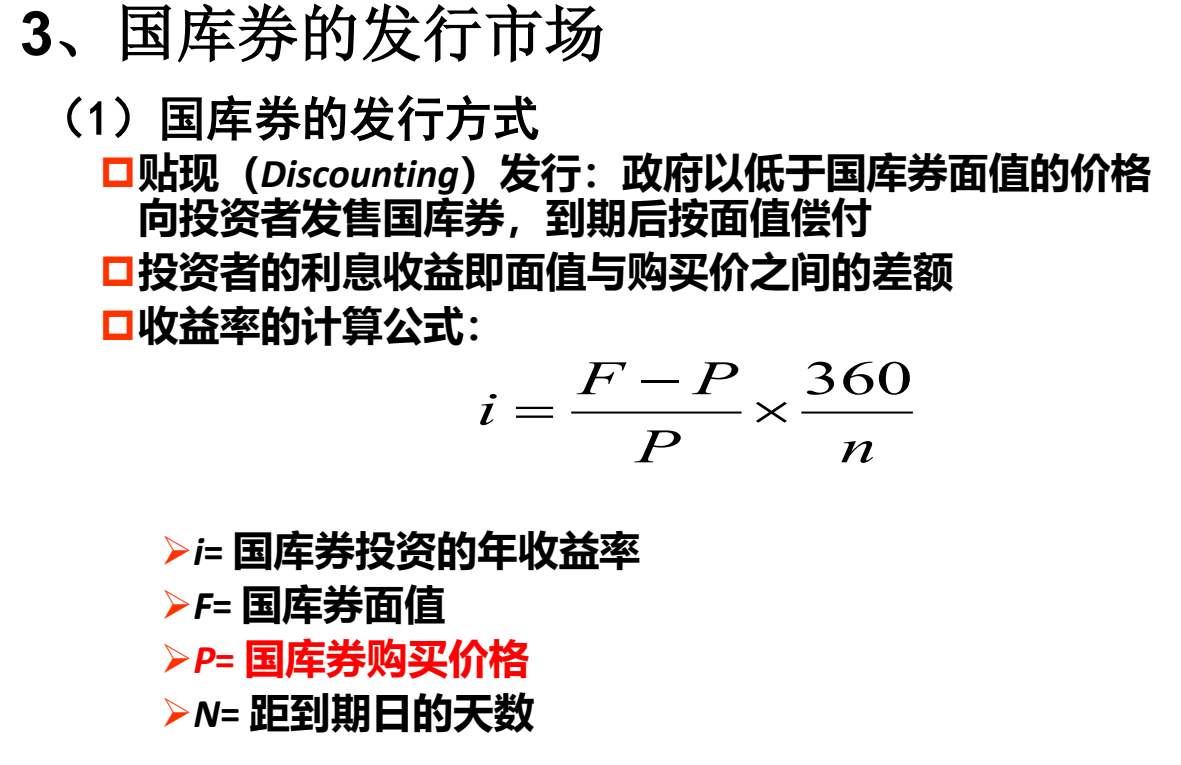 3、国库券的发行市场
（1）国库券的发行方式
贴现（Discounting）发行：政府以低于国库券面值的价格
向投资者发售国库券，到期后按面值偿付
投资者的利息收益即面值与购买价之间的差额
收益率的计算公式：
i = \frac{F - P}{P} × \frac{360}{n}
i= 国库券投资的年收益率
F= 国库券面值
P= 国库券购买价格
N= 距到期日的天数